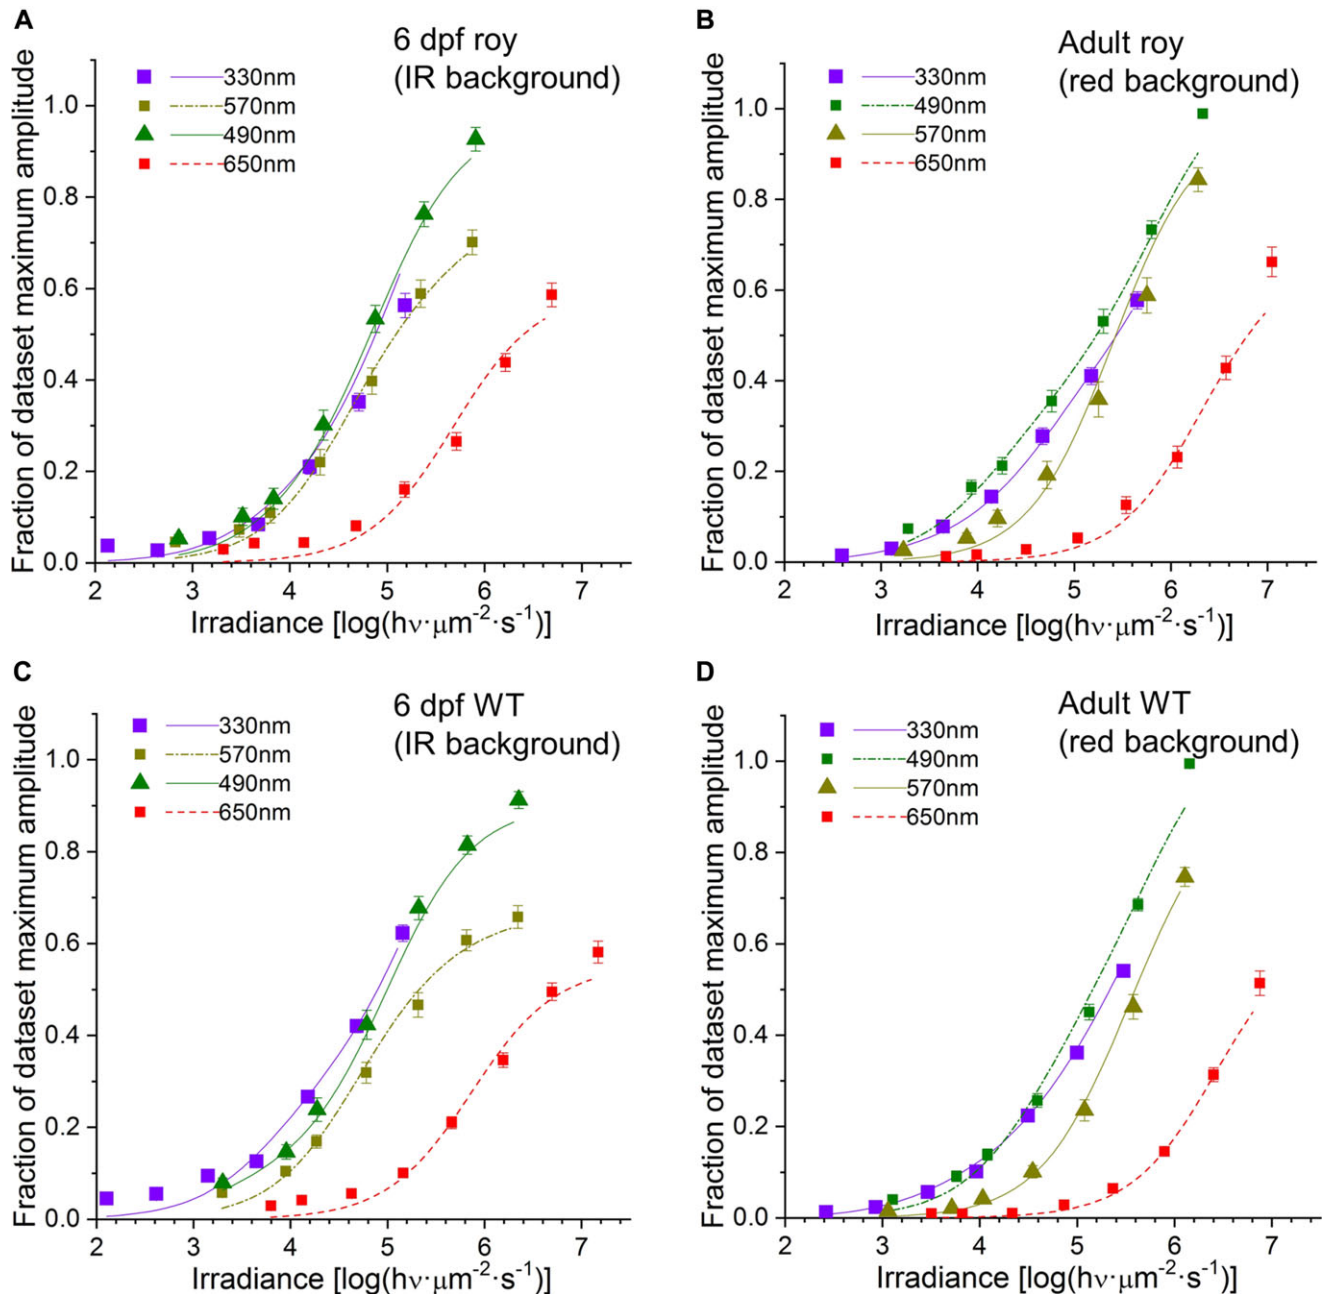 A
6 dpf roy
(IR background)
330nm
570nm
490nm
650nm
Fraction of dataset maximum amplitude
1.0
0.8
0.6
0.4
0.2
0.0
2 3 4 5 6 7
Irradiance [log(hν·μm-2·s-1)]
B
Adult roy
(red background)
330nm
490nm
570nm
650nm
Fraction of dataset maximum amplitude
1.0
0.8
0.6
0.4
0.2
0.0
2 3 4 5 6 7
Irradiance [log(hν·μm-2·s-1)]
C
6 dpf WT
(IR background)
330nm
570nm
490nm
650nm
Fraction of dataset maximum amplitude
1.0
0.8
0.6
0.4
0.2
0.0
2 3 4 5 6 7
Irradiance [log(hν·μm-2·s-1)]
D
Adult WT
(red background)
330nm
490nm
570nm
650nm
Fraction of dataset maximum amplitude
1.0
0.8
0.6
0.4
0.2
0.0
2 3 4 5 6 7
Irradiance [log(hν·μm-2·s-1)]